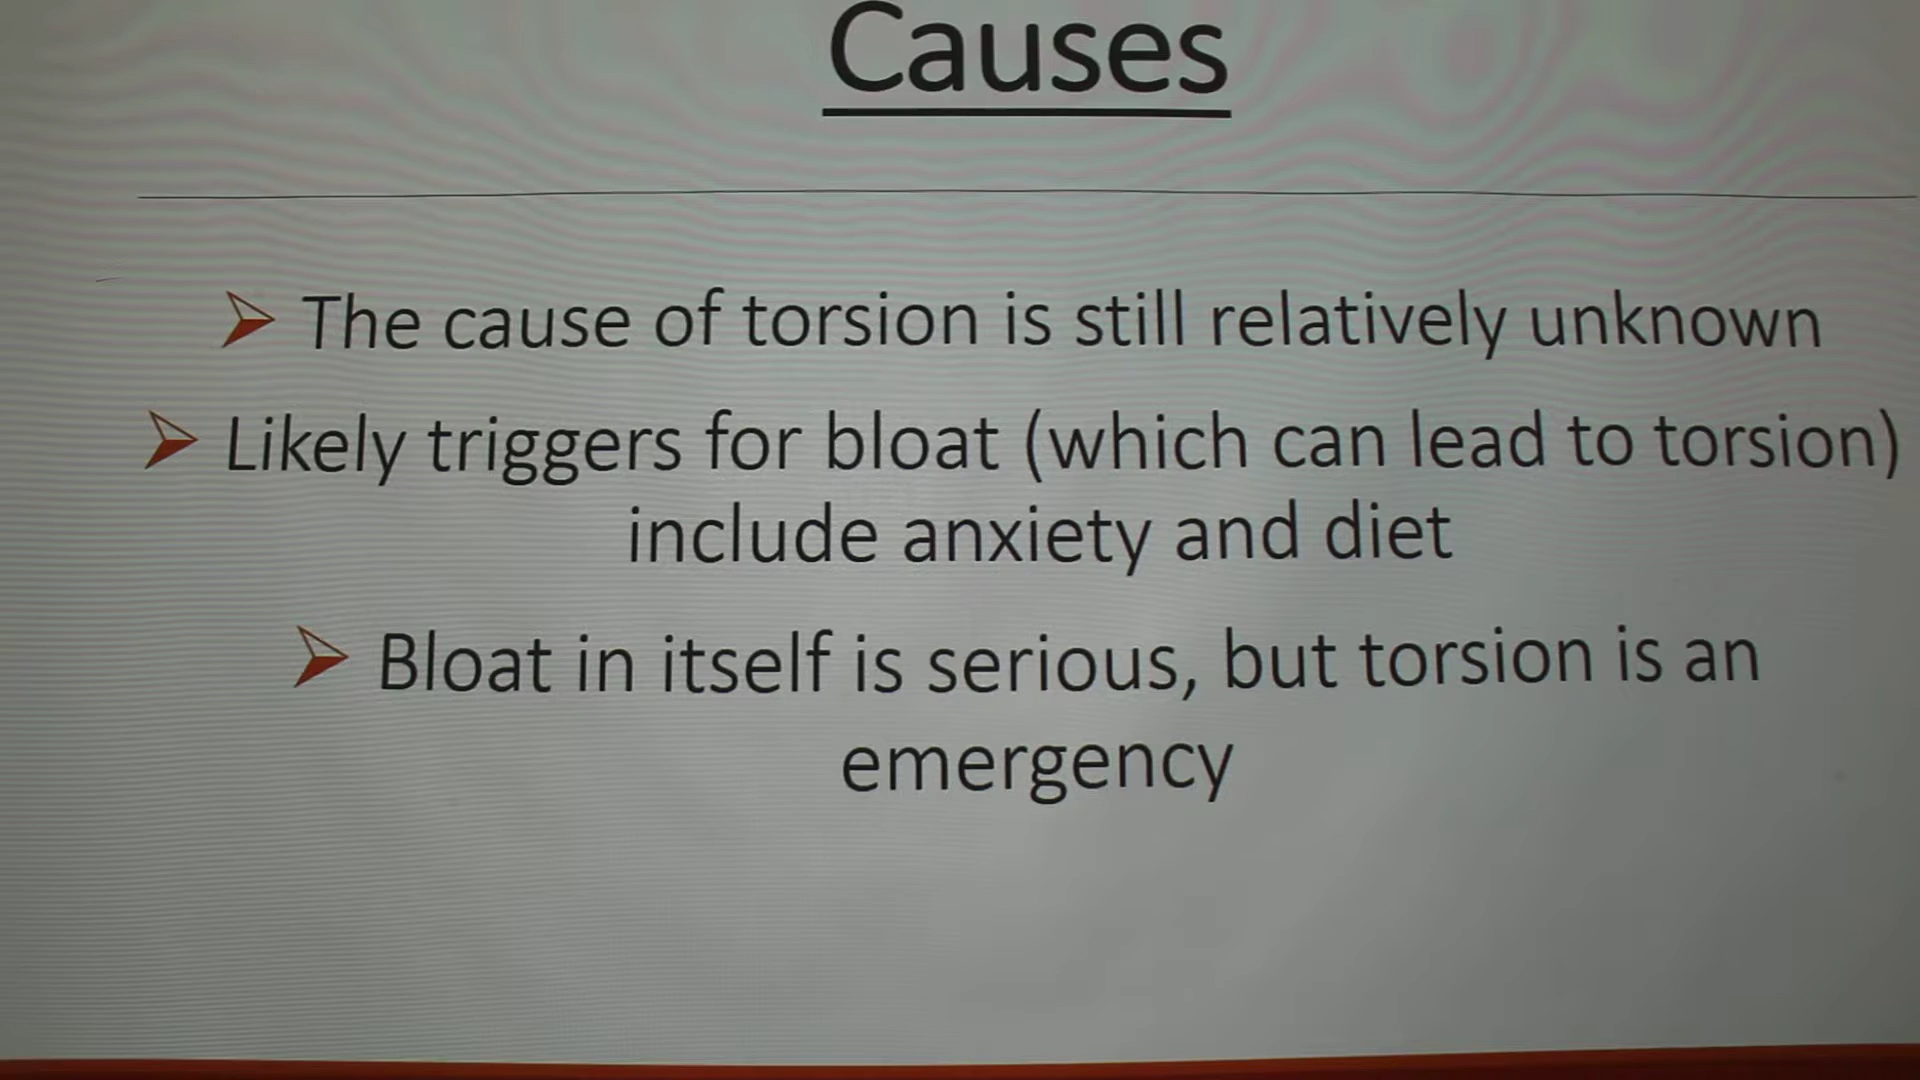 Causes
The cause of torsion is still relatively unknown
Likely triggers for bloat (which can lead to torsion)
include anxiety and diet
Bloat in itself is serious, but torsion is an
emergency